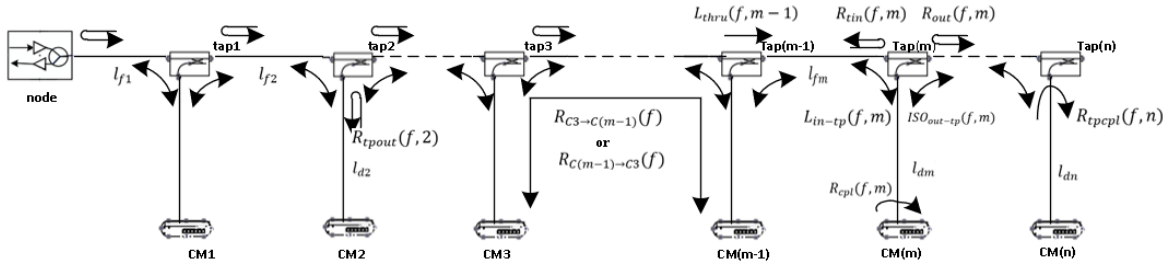 L_thru(f,m−1)
R_tin(f,m)
R_out(f,m)
tap1
tap2
tap3
Tap(m-1)
Tap(m)
Tap(n)
node
l_f1
l_f2
l_fm
R_tpout(f,2)
R_C3→C(m−1)(f)
or
R_C(m−1)→C3(f)
L_in−tp(f,m)
ISO_out−tp(f,m)
R_tpcpl(f,n)
l_d2
l_dm
l_dn
R_cpl(f,m)
CM1
CM2
CM3
CM(m-1)
CM(m)
CM(n)